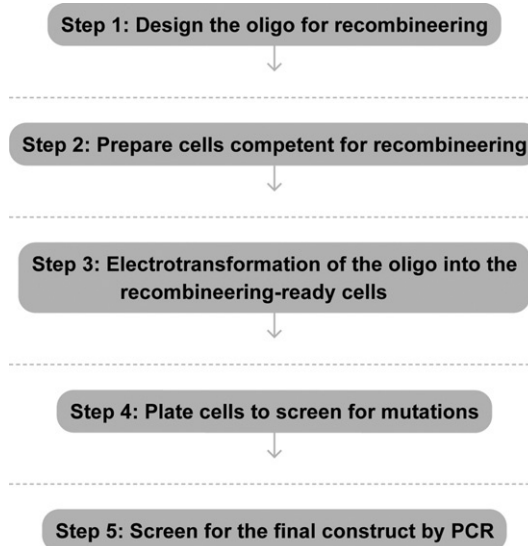 Step 1: Design the oligo for recombineering
Step 2: Prepare cells competent for recombineering
Step 3: Electrotransformation of the oligo into the
recombineering-ready cells
Step 4: Plate cells to screen for mutations
Step 5: Screen for the final construct by PCR